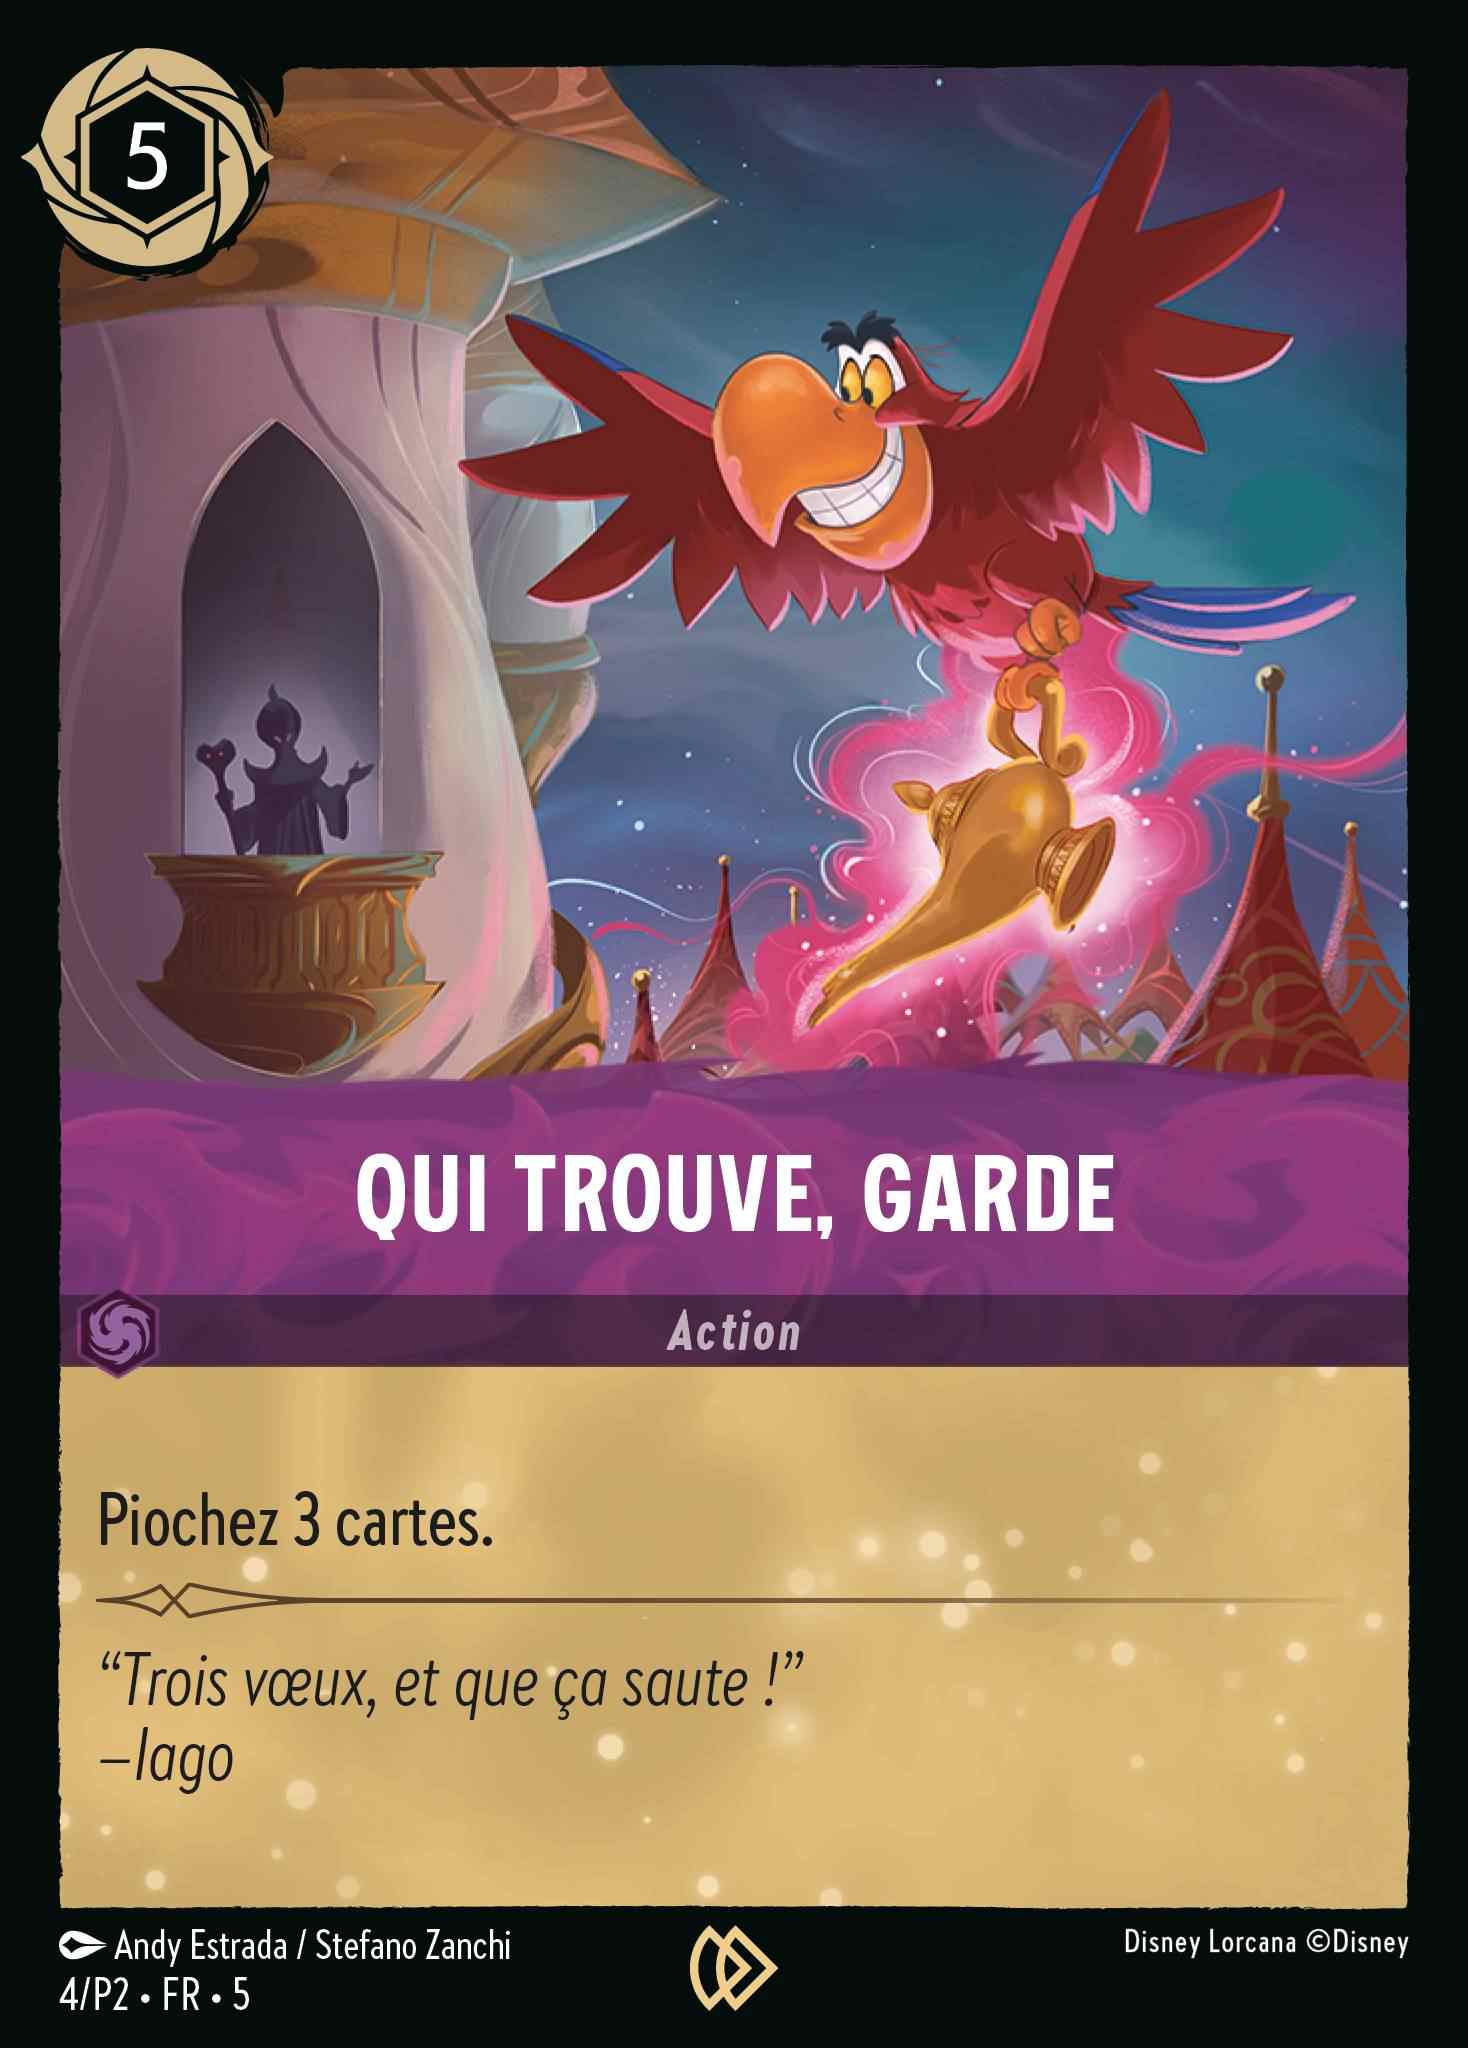 5
QUI TROUVE, GARDE
Action
Piochez 3 cartes.
“Trois vœux, et que ça saute !”
–Iago
Andy Estrada / Stefano Zanchi
Disney Lorcana ©Disney
4/P2 • FR • 5